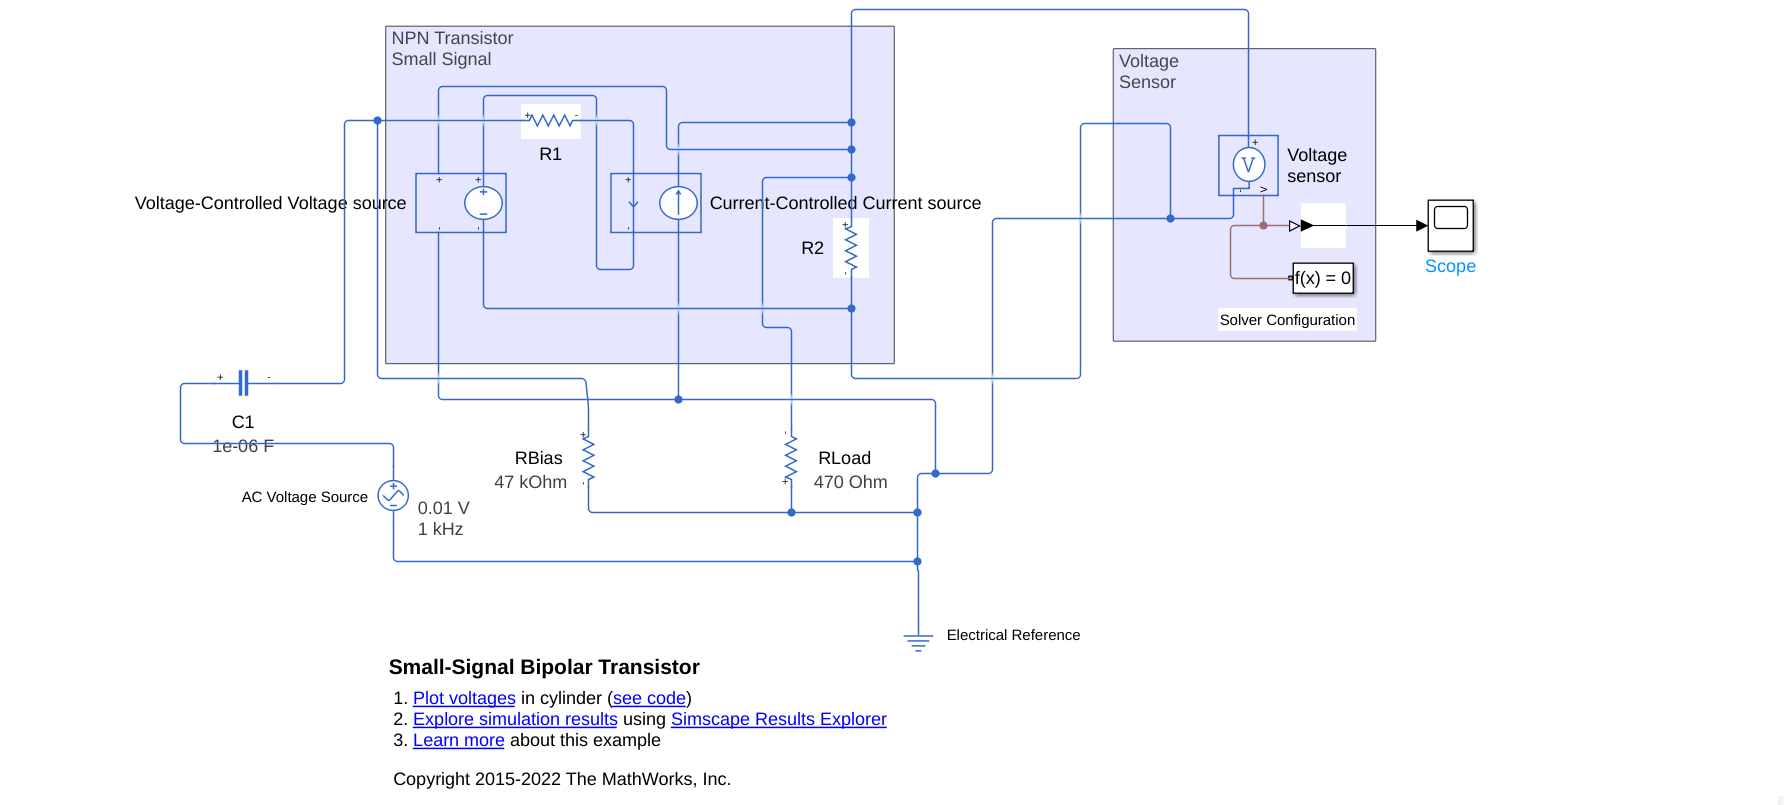 NPN Transistor
Small Signal
Voltage
Sensor
+
-
R1
+
V
Voltage
sensor
-
>
+
+
+
Voltage-Controlled Voltage source
Current-Controlled Current source
-
-
-
+
R2
-
Scope
f(x) = 0
Solver Configuration
+
-
C1
1e-06 F
+
-
RBias
47 kOhm
-
RLoad
470 Ohm
+
AC Voltage Source
0.01 V
1 kHz
Electrical Reference
Small-Signal Bipolar Transistor
1. Plot voltages in cylinder (see code)
2. Explore simulation results using Simscape Results Explorer
3. Learn more about this example
Copyright 2015-2022 The MathWorks, Inc.